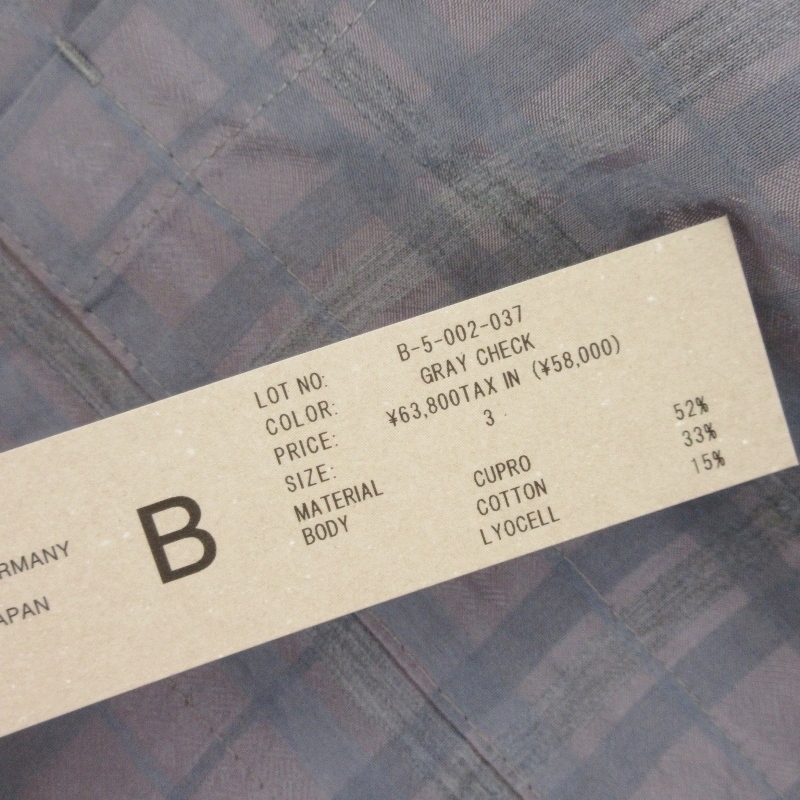 LOT NO: B-5-002-037
COLOR: GRAY CHECK
PRICE: ¥63,800TAX IN (¥58,000)
SIZE: 3
MATERIAL
BODY CUPRO 52%
COTTON 33%
LYOCELL 15%
B
RMANY
APAN